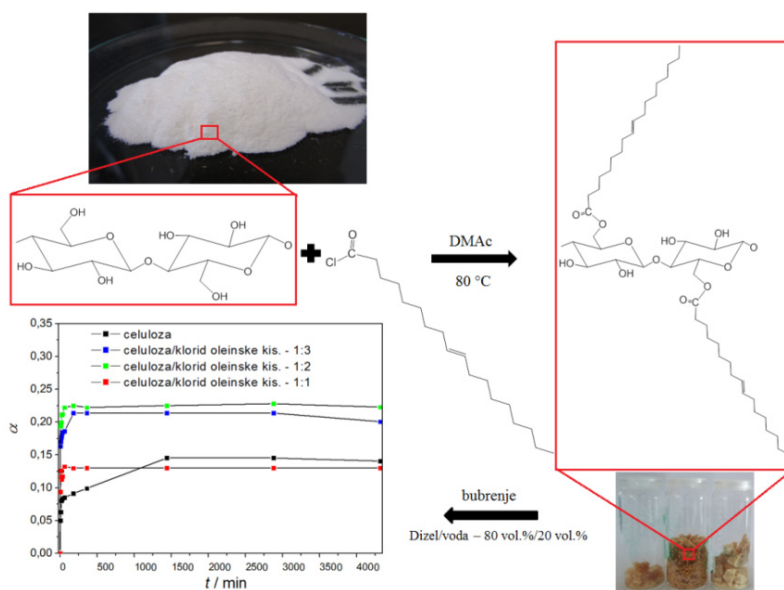 OH
O
HO
OH
O
HO
OH
O
HO
O
OH
+
O
Cl
DMAc
80 °C
O
O
O
HO
OH
O
HO
OH
O
HO
O
O
O
celuloza
celuloza/klorid oleinske kis. - 1:3
celuloza/klorid oleinske kis. - 1:2
celuloza/klorid oleinske kis. - 1:1
0,35
0,30
0,25
0,20
0,15
0,10
0,05
0,00
α
0 500 1000 1500 2000 2500 3000 3500 4000
t / min
bubrenje
Dizel/voda – 80 vol.%/20 vol.%